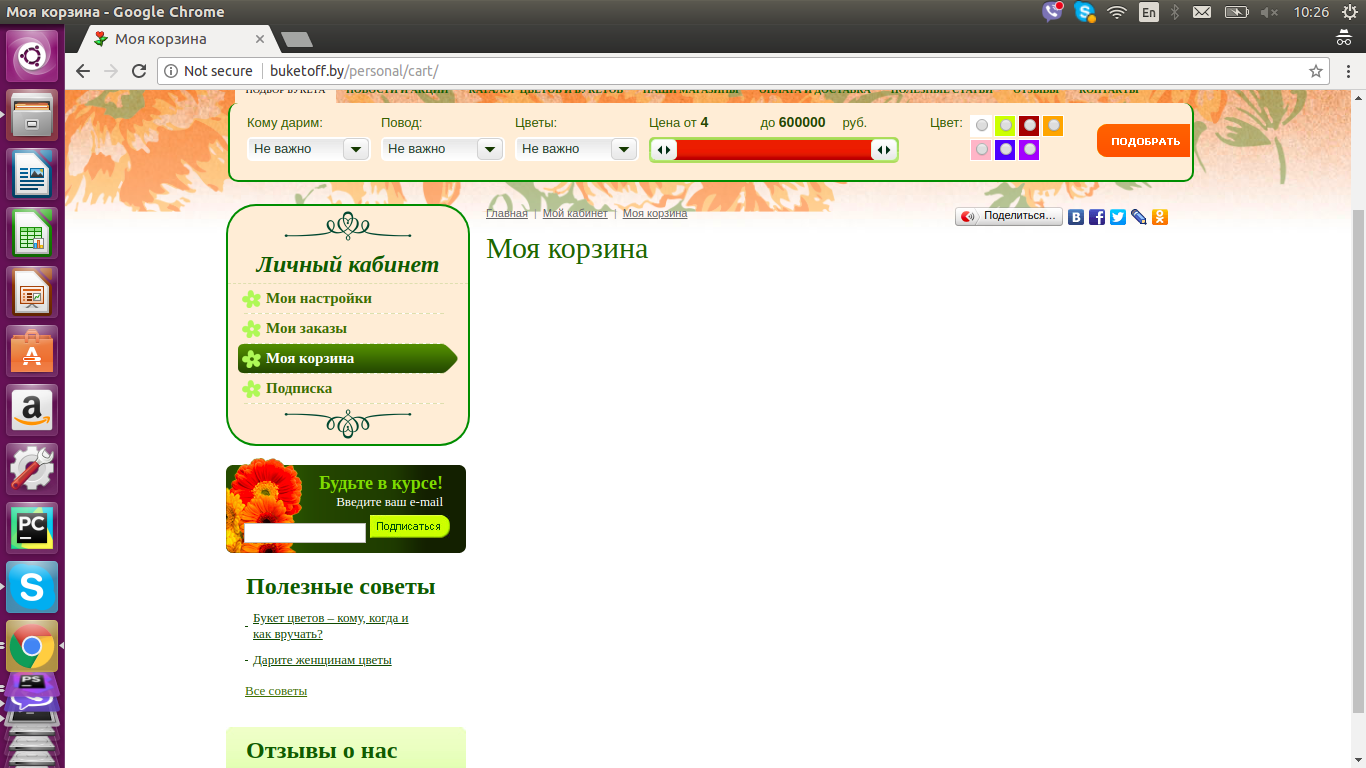 Моя корзина - Google Chrome
En
10:26
Моя корзина
Not secure
buketoff.by/personal/cart/
ПОДБОР БУКЕТА НОВОСТИ И АКЦИИ КАТАЛОГ ЦВЕТОВ И БУКЕТОВ НАШИ МАГАЗИНЫ ОПЛАТА И ДОСТАВКА ПОЛЕЗНЫЕ СТАТЬИ ОТЗЫВЫ КОНТАКТЫ
Кому дарим: Повод: Цветы: Цена от 4 до 600000 руб. Цвет:
Не важно Не важно Не важно
ПОДОБРАТЬ
Главная | Мой кабинет | Моя корзина
Поделиться…
Моя корзина
Личный кабинет
Мои настройки
Мои заказы
Моя корзина
Подписка
Будьте в курсе!
Введите ваш e-mail
Подписаться
Полезные советы
- Букет цветов – кому, когда и
как вручать?
- Дарите женщинам цветы
Все советы
Отзывы о нас
PC
PS